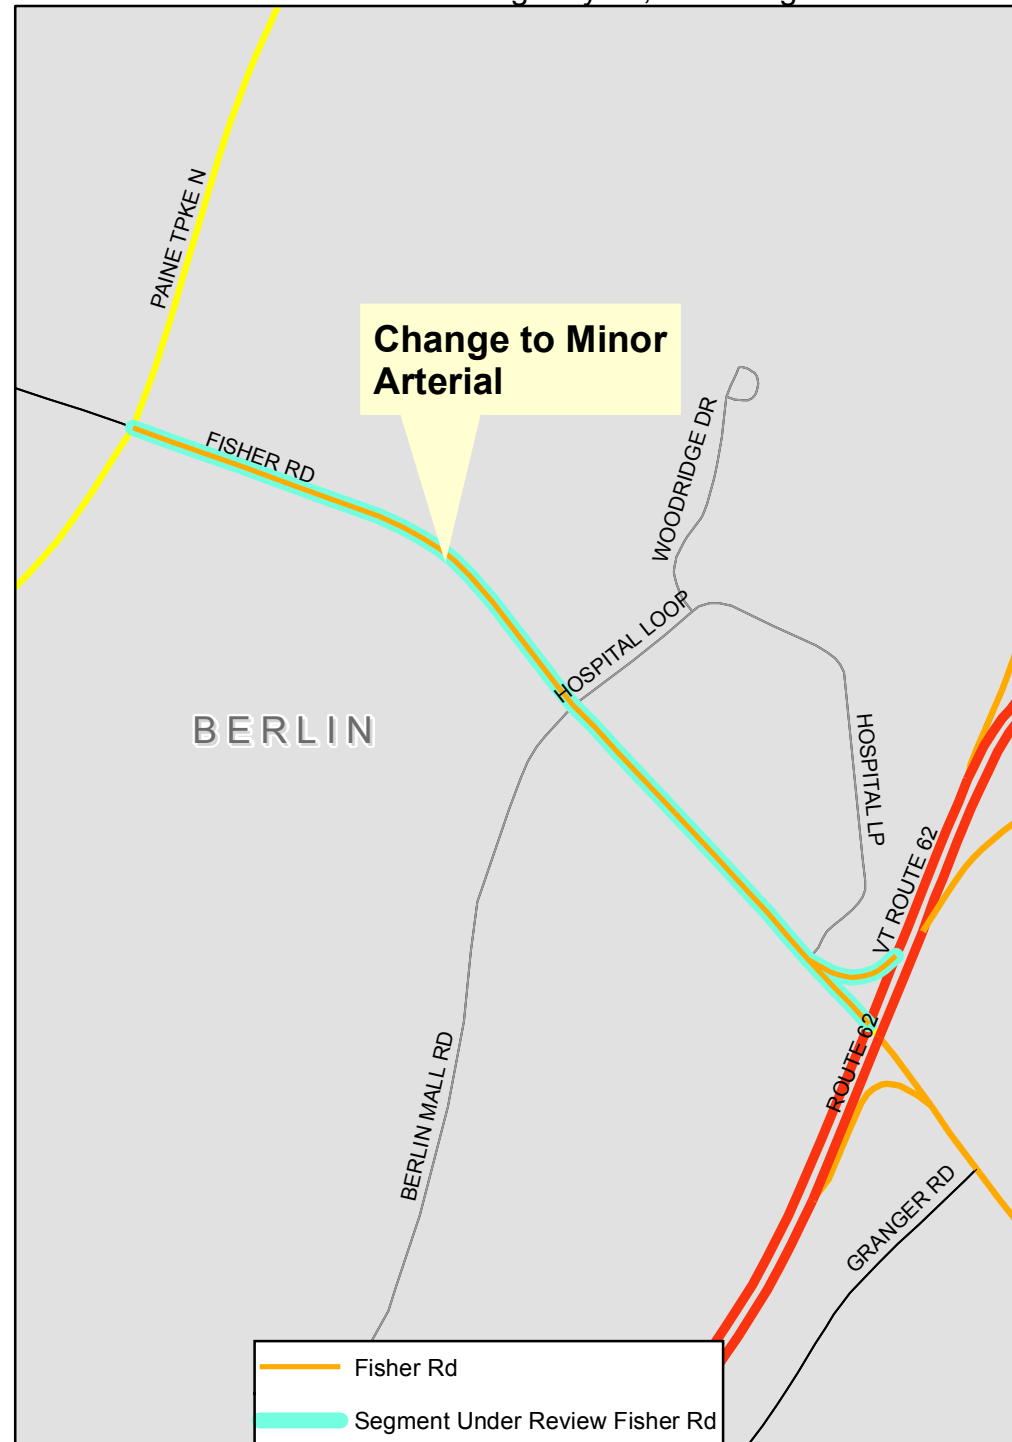 PAINE TPKE N
Change to Minor
Arterial
FISHER RD
WOODRIDGE DR
HOSPITAL LOOP
BERLIN
HOSPITAL LP
VT ROUTE 62
ROUTE 62
BERLIN MALL RD
GRANGER RD
Fisher Rd
Segment Under Review Fisher Rd